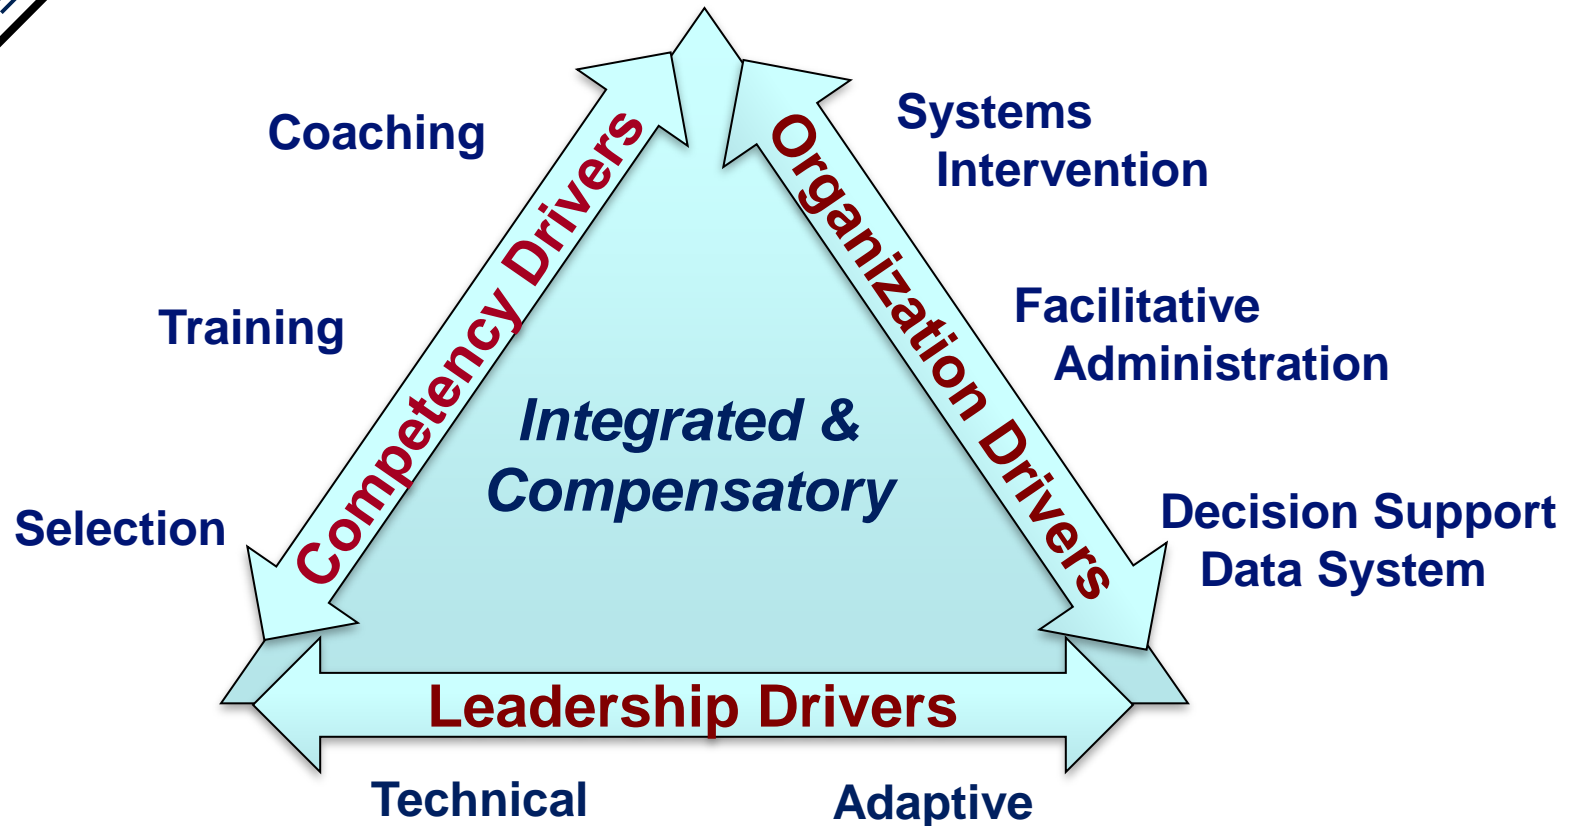 Coaching
Training
Selection
Competency Drivers
Systems
Intervention
Facilitative
Administration
Decision Support
Data System
Organization Drivers
Integrated &
Compensatory
Leadership Drivers
Technical
Adaptive